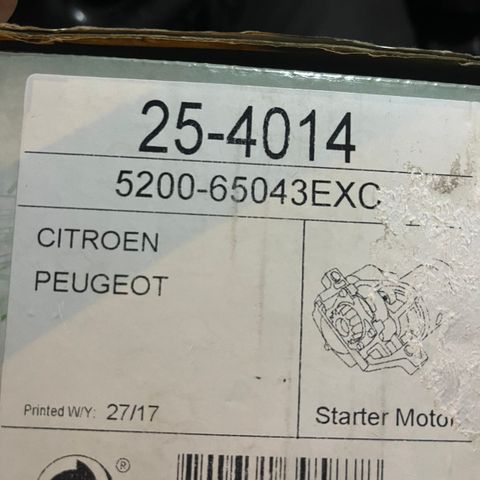 25-4014
5200-65043EXC
CITROEN
PEUGEOT
Printed W/Y: 27/17
Starter Motor
®